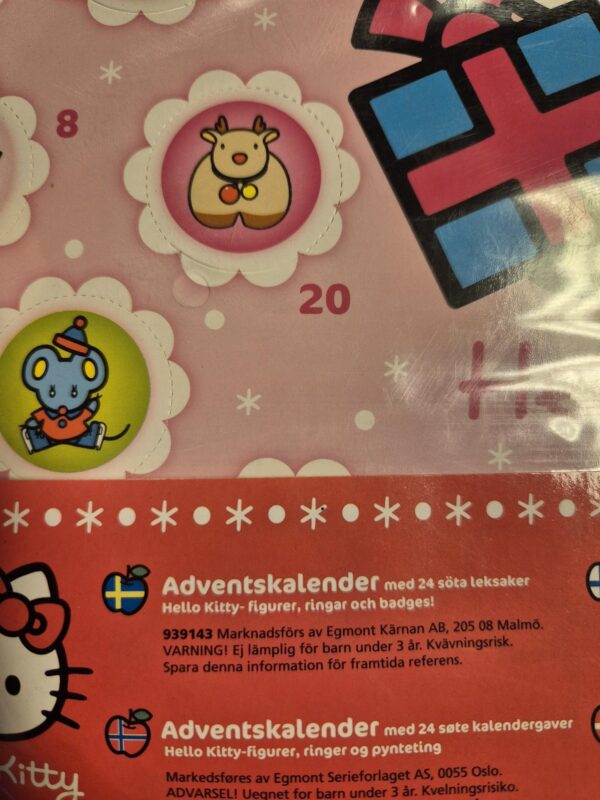 8
20
H
Adventskalender med 24 söta leksaker
Hello Kitty- figurer, ringar och badges!
939143 Marknadsförs av Egmont Kärnan AB, 205 08 Malmö.
VARNING! Ej lämplig för barn under 3 år. Kvävningsrisk.
Spara denna information för framtida referens.
Adventskalender med 24 søte kalendergaver
Hello Kitty-figurer, ringer og pynteting
Kitty
Markedsføres av Egmont Serieforlaget AS, 0055 Oslo.
ADVARSEL! Uegnet for barn under 3 år. Kvelningsrisiko.